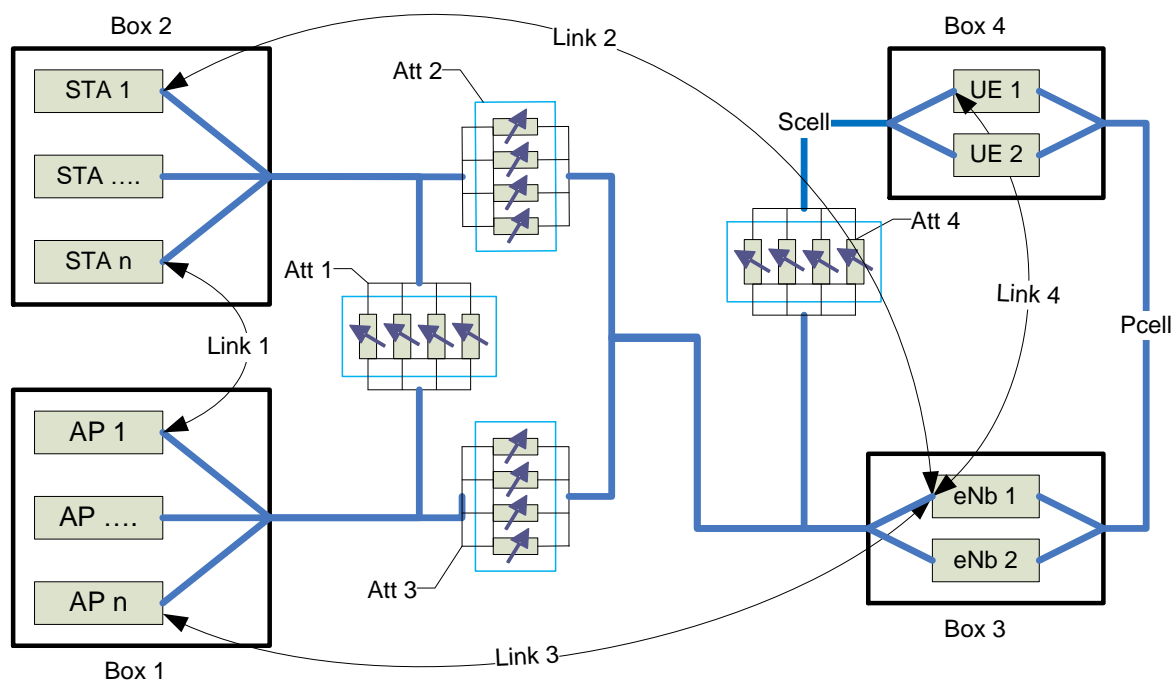 Box 2
Link 2
Box 4
STA 1
STA ....
STA n
Att 2
Scell
UE 1
UE 2
Att 4
Att 1
Link 4
Link 1
Pcell
AP 1
AP ....
AP n
Att 3
eNb 1
eNb 2
Box 3
Link 3
Box 1